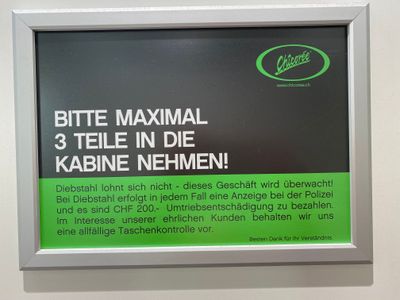 Chicorée
www.chicoree.ch
BITTE MAXIMAL
3 TEILE IN DIE
KABINE NEHMEN!
Diebstahl lohnt sich nicht - dieses Geschäft wird überwacht!
Bei Diebstahl erfolgt in jedem Fall eine Anzeige bei der Polizei
und es sind CHF 200.- Umtriebsentschädigung zu bezahlen.
Im Interesse unserer ehrlichen Kunden behalten wir uns
eine allfällige Taschenkontrolle vor.
Besten Dank für Ihr Verständnis.